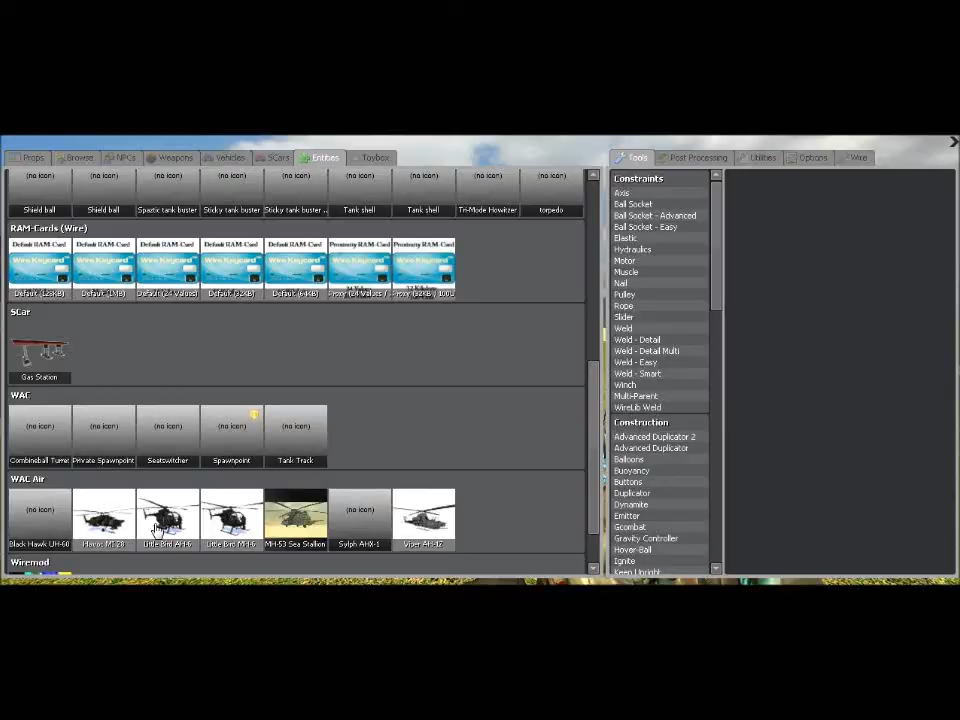 Props Browse NPCs Weapons Vehicles SCars Entities Toybox
(no icon) (no icon) (no icon) (no icon) (no icon) (no icon) (no icon) (no icon) (no icon)
Shield ball Shield ball Spastic tank buster Sticky tank buster Sticky tank buster .. Tank shell Tank shell Tri-Mode Howitzer torpedo
RAM-Cards (Wire)
Default RAM-Card Default RAM-Card Default RAM-Card Default RAM-Card Default RAM-Card Proximity RAM-Card Proximity RAM-Card
Wire Keycard Wire Keycard Wire Keycard Wire Keycard Wire Keycard Wire Keycard Wire Keycard
Default (128KB) Default (1MB) Default (24 Values) Default (32KB) Default (64KB)
SCar
Gas Station
WAC
(no icon) (no icon) (no icon) (no icon) (no icon)
Combineball Turret Private Spawnpoint Seatswitcher Spawnpoint Tank Track
WAC Air
(no icon) (no icon)
Black Hawk UH-60 Havoc MI-28 Little Bird AH-6 Little Bird MH-6 MH-53 Sea Stallion Sylph AHX-1 Viper AH-1Z
Wiremod
Tools Post Processing Utilities Options Wire
Constraints
Axis
Ball Socket
Ball Socket - Advanced
Ball Socket - Easy
Elastic
Hydraulics
Motor
Muscle
Nail
Pulley
Rope
Slider
Weld
Weld - Detail
Weld - Detail Multi
Weld - Easy
Weld - Smart
Winch
Multi-Parent
WireLib Weld
Construction
Advanced Duplicator 2
Advanced Duplicator
Balloons
Buoyancy
Buttons
Duplicator
Dynamite
Emitter
Gcombat
Gravity Controller
Hover-Ball
Ignite
Keep Upright